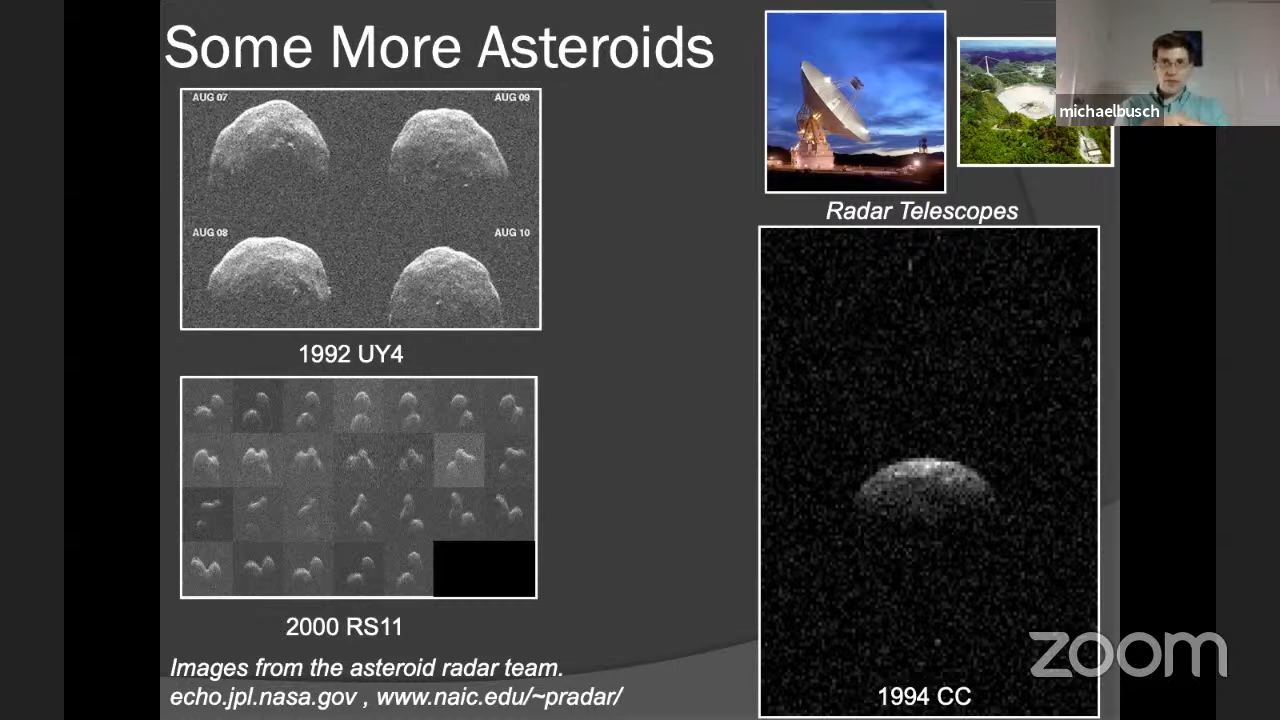 Some More Asteroids
AUG 07
AUG 09
AUG 08
AUG 10
1992 UY4
2000 RS11
Images from the asteroid radar team.
echo.jpl.nasa.gov , www.naic.edu/~pradar/
michaelbusch
Radar Telescopes
1994 CC
zoom